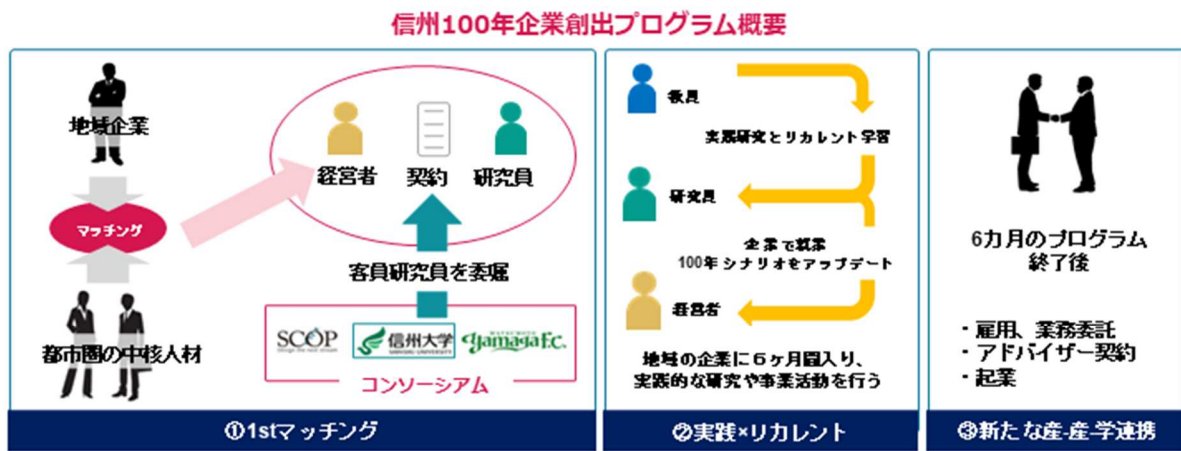 信州100年企業創出プログラム概要
地域企業
マッチング
都市圏の中核人材
経営者
契約
研究員
客員研究員を委嘱
SCOP
信州大学
SHINSHU UNIVERSITY
MATSUMOTO
yamaga F.C.
コンソーシアム
①1stマッチング
教員
実践研究とリカレント学習
研究員
企業で就業
100年シナリオをアップデート
経営者
地域の企業に6ヶ月間入り、
実践的な研究や事業活動を行う
②実践×リカレント
6カ月のプログラム
終了後
・雇用、業務委託
・アドバイザー契約
・起業
③新たな産-産-学連携